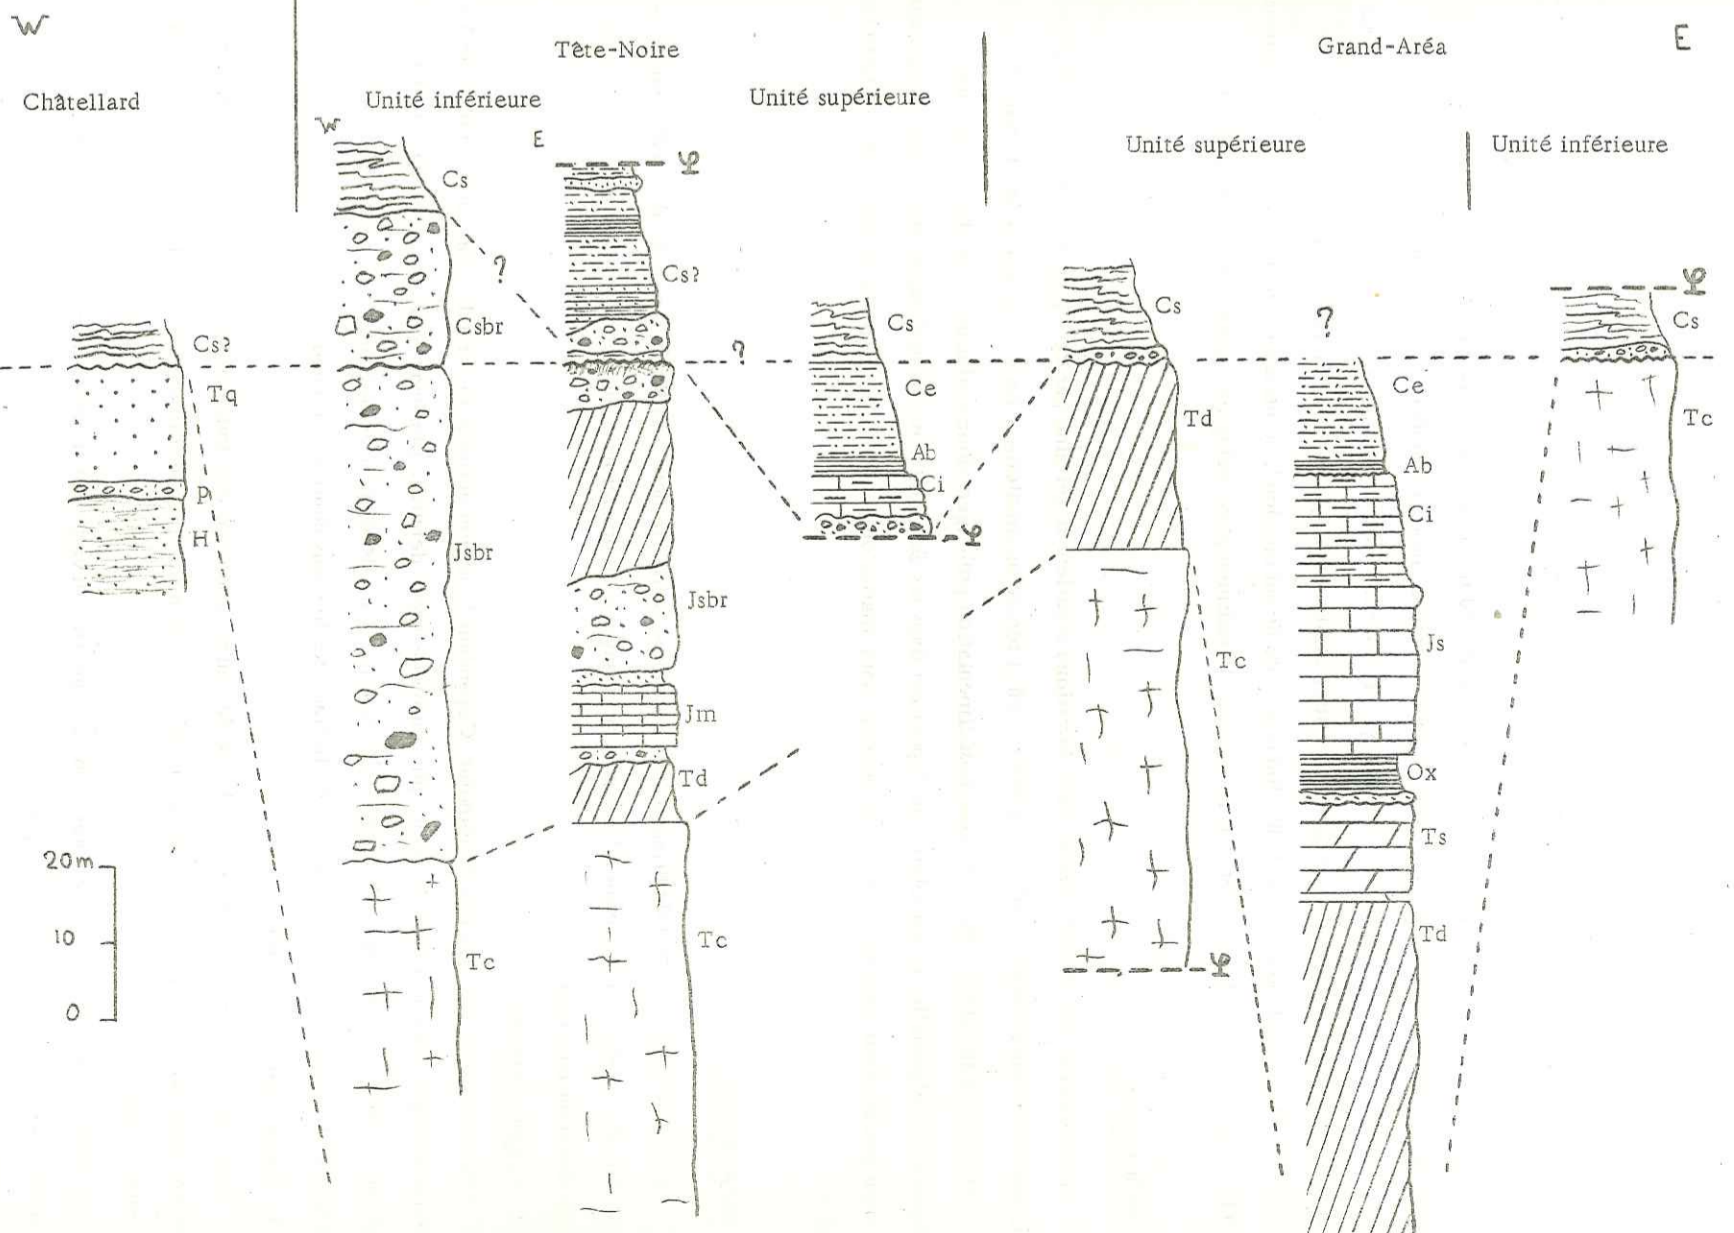 W
Tête-Noire
Grand-Aréa
E
Châtellard
Unité inférieure
Unité supérieure
Unité supérieure
Unité inférieure
W
E
φ
Cs
?
Cs?
Csbr
Cs?
Tq
P
H
Jsbr
Jsbr
Jm
Td
Tc
Tc
?
Cs
Ce
Ab
Ci
φ
Cs
Td
Tc
φ
?
Ce
Ab
Ci
Js
Ox
Ts
Td
φ
Cs
Tc
20m
10
0